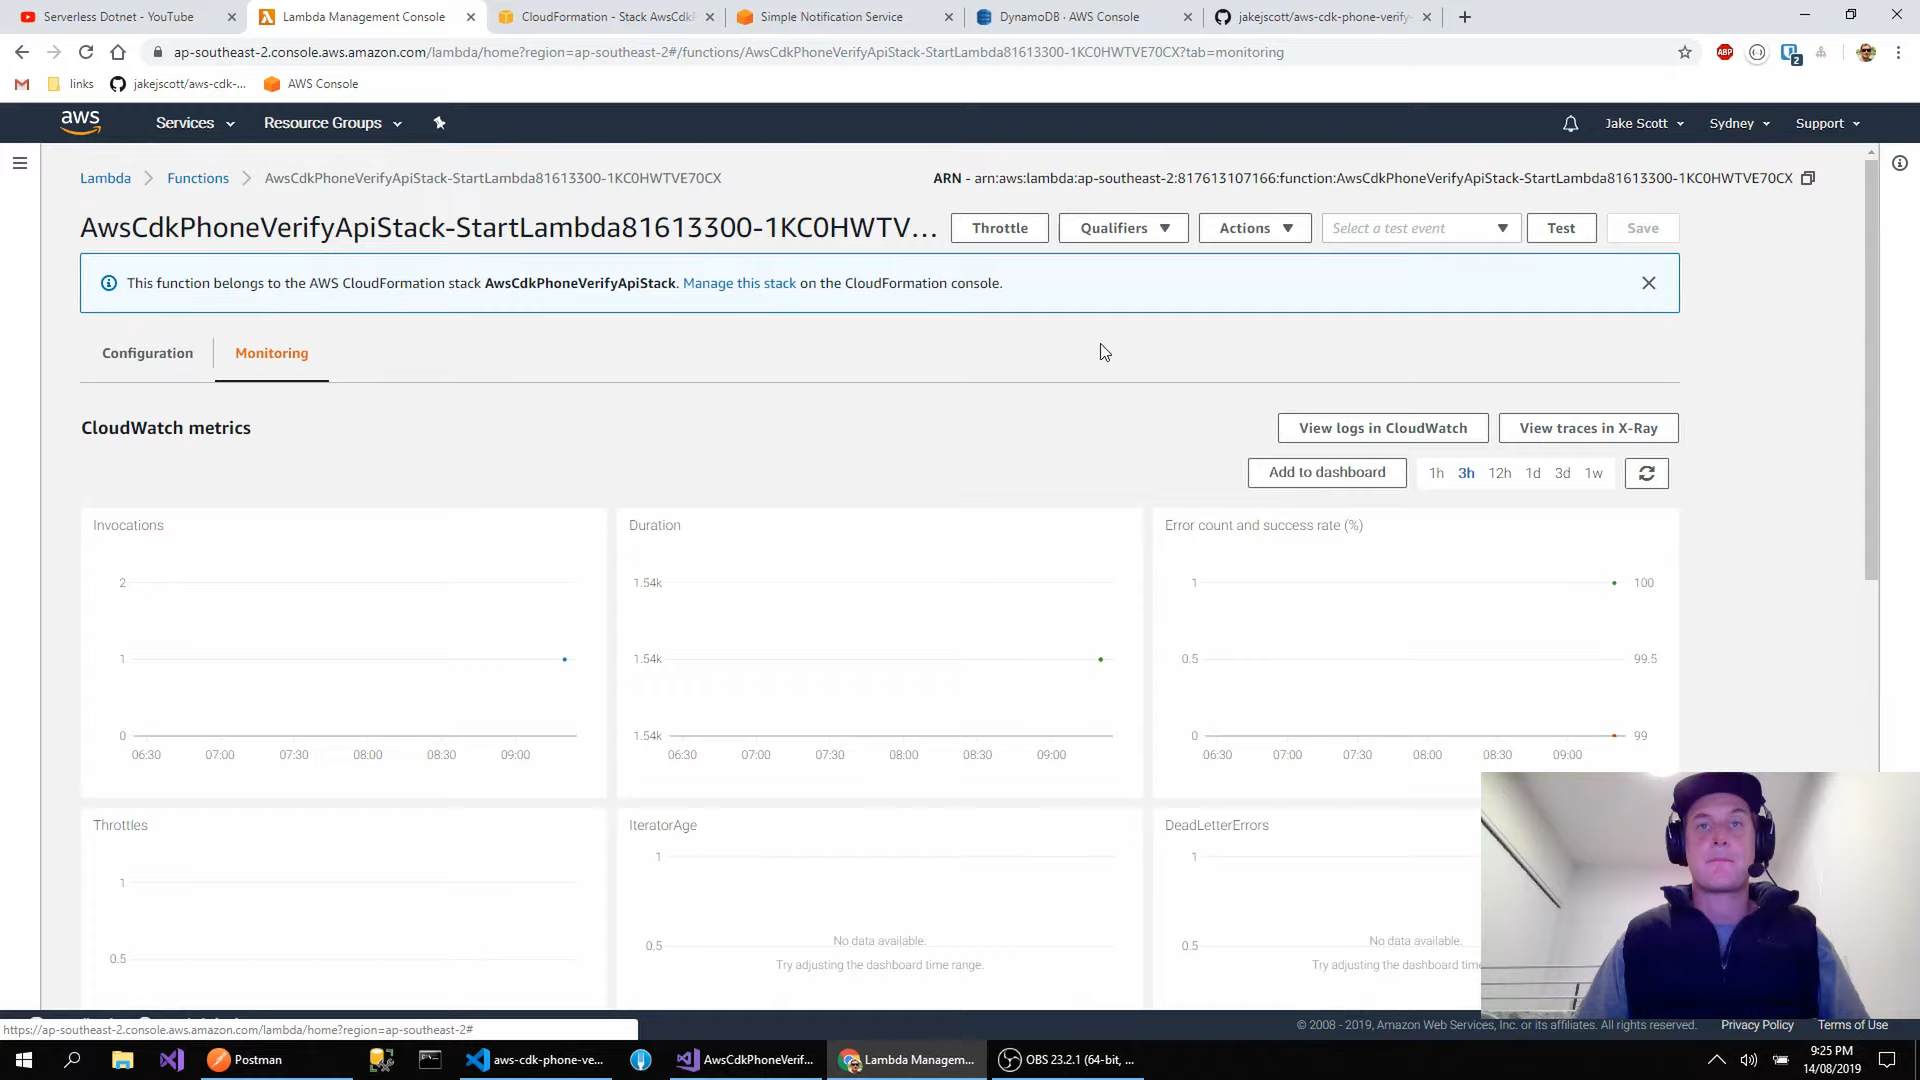 Serverless Dotnet - YouTube
Lambda Management Console
CloudFormation - Stack AwsCdkP
Simple Notification Service
DynamoDB · AWS Console
jakejscott/aws-cdk-phone-verify-
ap-southeast-2.console.aws.amazon.com/lambda/home?region=ap-southeast-2#/functions/AwsCdkPhoneVerifyApiStack-StartLambda81613300-1KC0HWTVE70CX?tab=monitoring
ABP
2
links
jakejscott/aws-cdk-...
AWS Console
aws
Services
Resource Groups
Jake Scott
Sydney
Support
Lambda
Functions
AwsCdkPhoneVerifyApiStack-StartLambda81613300-1KC0HWTVE70CX
ARN - arn:aws:lambda:ap-southeast-2:817613107166:function:AwsCdkPhoneVerifyApiStack-StartLambda81613300-1KC0HWTVE70CX
AwsCdkPhoneVerifyApiStack-StartLambda81613300-1KC0HWTV...
Throttle
Qualifiers
Actions
Select a test event
Test
Save
This function belongs to the AWS CloudFormation stack AwsCdkPhoneVerifyApiStack. Manage this stack on the CloudFormation console.
Configuration
Monitoring
CloudWatch metrics
View logs in CloudWatch
View traces in X-Ray
Add to dashboard
1h 3h 12h 1d 3d 1w
Invocations
2
1
0
06:30 07:00 07:30 08:00 08:30 09:00
Duration
1.54k
1.54k
1.54k
06:30 07:00 07:30 08:00 08:30 09:00
Error count and success rate (%)
1 100
0.5 99.5
0 99
06:30 07:00 07:30 08:00 08:30 09:00
Throttles
1
0.5
IteratorAge
1
0.5
No data available.
Try adjusting the dashboard time range.
DeadLetterErrors
1
0.5
No data available.
Try adjusting the dashboard time
https://ap-southeast-2.console.aws.amazon.com/lambda/home?region=ap-southeast-2#
© 2008 - 2019, Amazon Web Services, Inc. or its affiliates. All rights reserved.
Privacy Policy
Terms of Use
Postman
aws-cdk-phone-ve...
AwsCdkPhoneVerif...
Lambda Managem...
OBS 23.2.1 (64-bit, ...
9:25 PM
14/08/2019